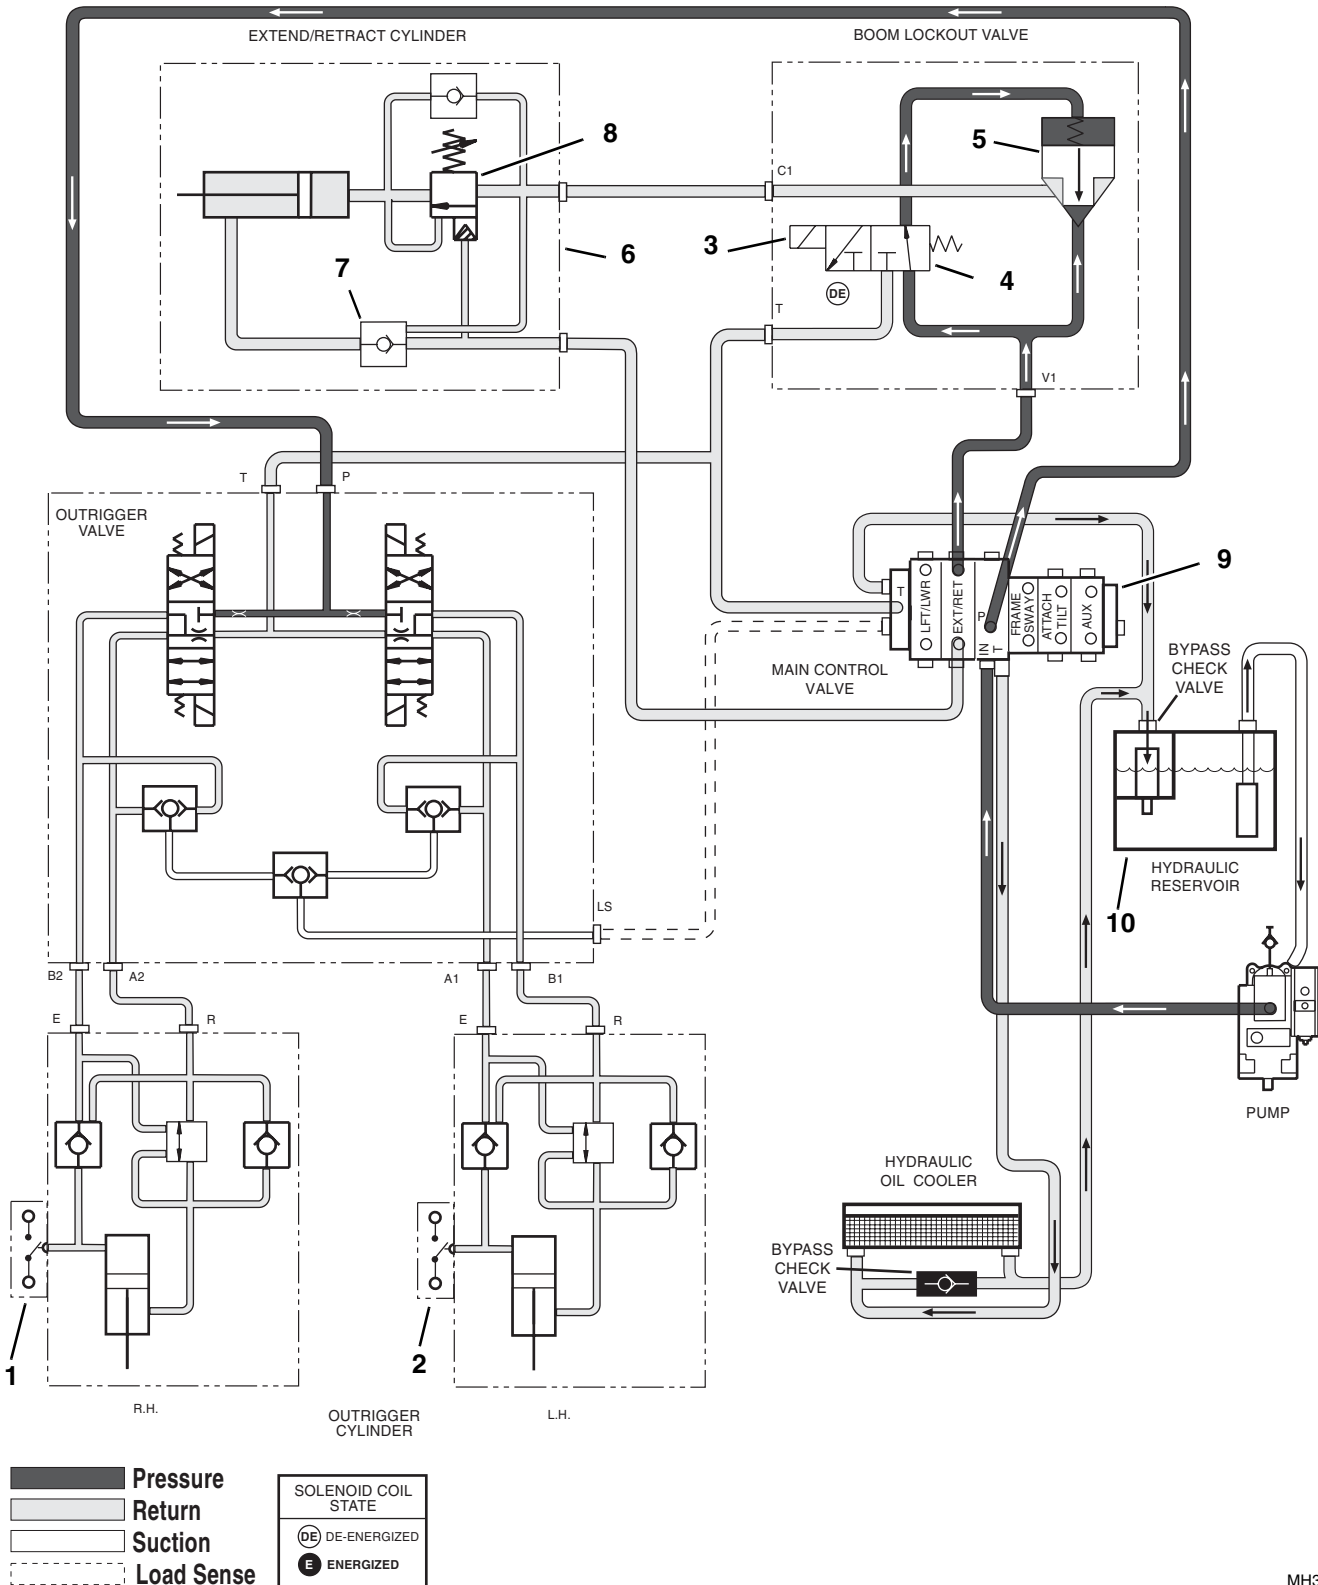 EXTEND/RETRACT CYLINDER
BOOM LOCKOUT VALVE
8
5
C1
3
6
4
7
DE
T
V1
T
P
OUTRIGGER
VALVE
9
T
LFT/LWR
EXT/RET
P
IN
T
FRAME
SWAY
ATTACH
TILT
AUX
MAIN CONTROL
VALVE
BYPASS
CHECK
VALVE
HYDRAULIC
RESERVOIR
10
LS
B2
A2
A1
B1
E
R
E
R
PUMP
HYDRAULIC
OIL COOLER
BYPASS
CHECK
VALVE
1
2
R.H.
L.H.
OUTRIGGER
CYLINDER
Pressure
Return
Suction
Load Sense
SOLENOID COIL
STATE
DE DE-ENERGIZED
E ENERGIZED
MH3